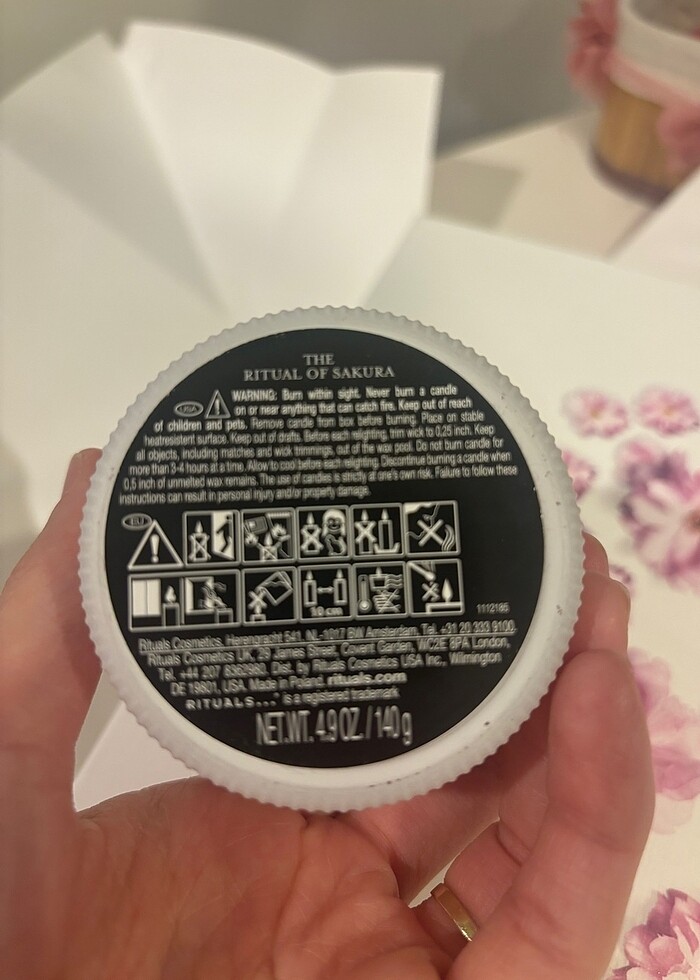 THE
RITUAL OF SAKURA
USA WARNING: Burn within sight. Never burn a candle
on or near anything that can catch fire. Keep out of reach
of children and pets. Remove candle from box before burning. Place on stable
heatresistent surface. Keep out of drafts. Before each relighting, trim wick to 0,25 inch. Keep
all objects, including matches and wick trimmings, out of the wax pool. Do not burn candle for
more than 3-4 hours at a time. Allow to cool before each relighting. Discontinue burning a candle when
0,5 inch of unmelted wax remains. The use of candles is strictly at one's own risk. Failure to follow these
instructions can result in personal injury and/or property damage.
EU
10 cm
1112185
Rituals Cosmetics, Herengracht 541, NL-1017 BW Amsterdam. Tel. +31 20 333 9100.
Rituals Cosmetics UK, 29 James Street, Covent Garden, WC2E 8PA London,
Tel. +44 207 Dist. by Rituals Cosmetics USA Inc., Wilmington
DE 19801, USA. Made in Poland. rituals.com
RITUALS...® is a registered trademark
NET.WT. 4.9 OZ. / 140 g